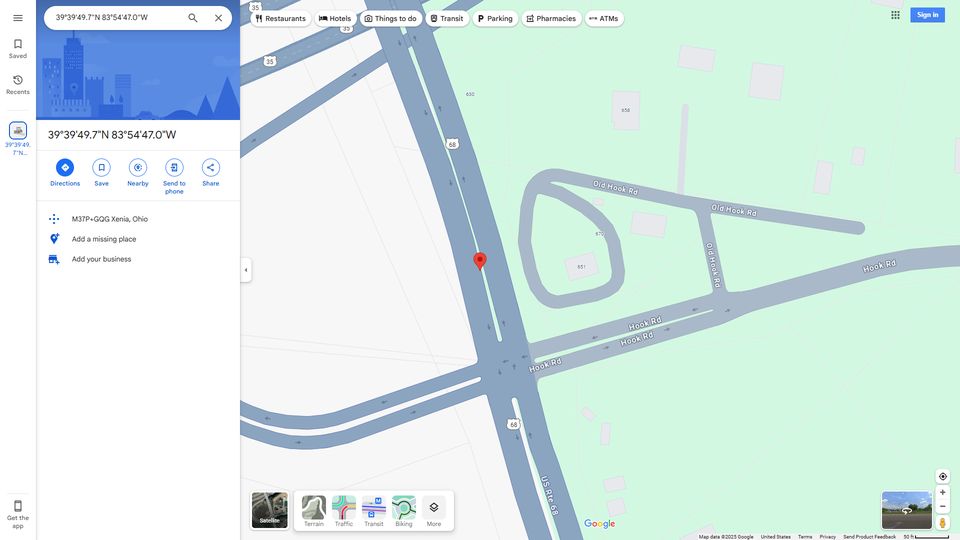 39°39'49.7"N 83°54'47.0"W
Restaurants
Hotels
Things to do
Transit
Parking
Pharmacies
ATMs
Sign in
Saved
Recents
39°39'49.
7"N...
Get the
app
39°39'49.7"N 83°54'47.0"W
Directions
Save
Nearby
Send to
phone
Share
M37P+GQG Xenia, Ohio
Add a missing place
Add your business
35
35
35
68
630
658
Old Hook Rd
Old Hook Rd
Old Hook Rd
651
Hook Rd
Hook Rd
Hook Rd
Hook Rd
68
US Rte 68
Satellite
Terrain
Traffic
Transit
Biking
More
Google
Map data ©2025 Google
United States
Terms
Privacy
Send Product Feedback
50 ft